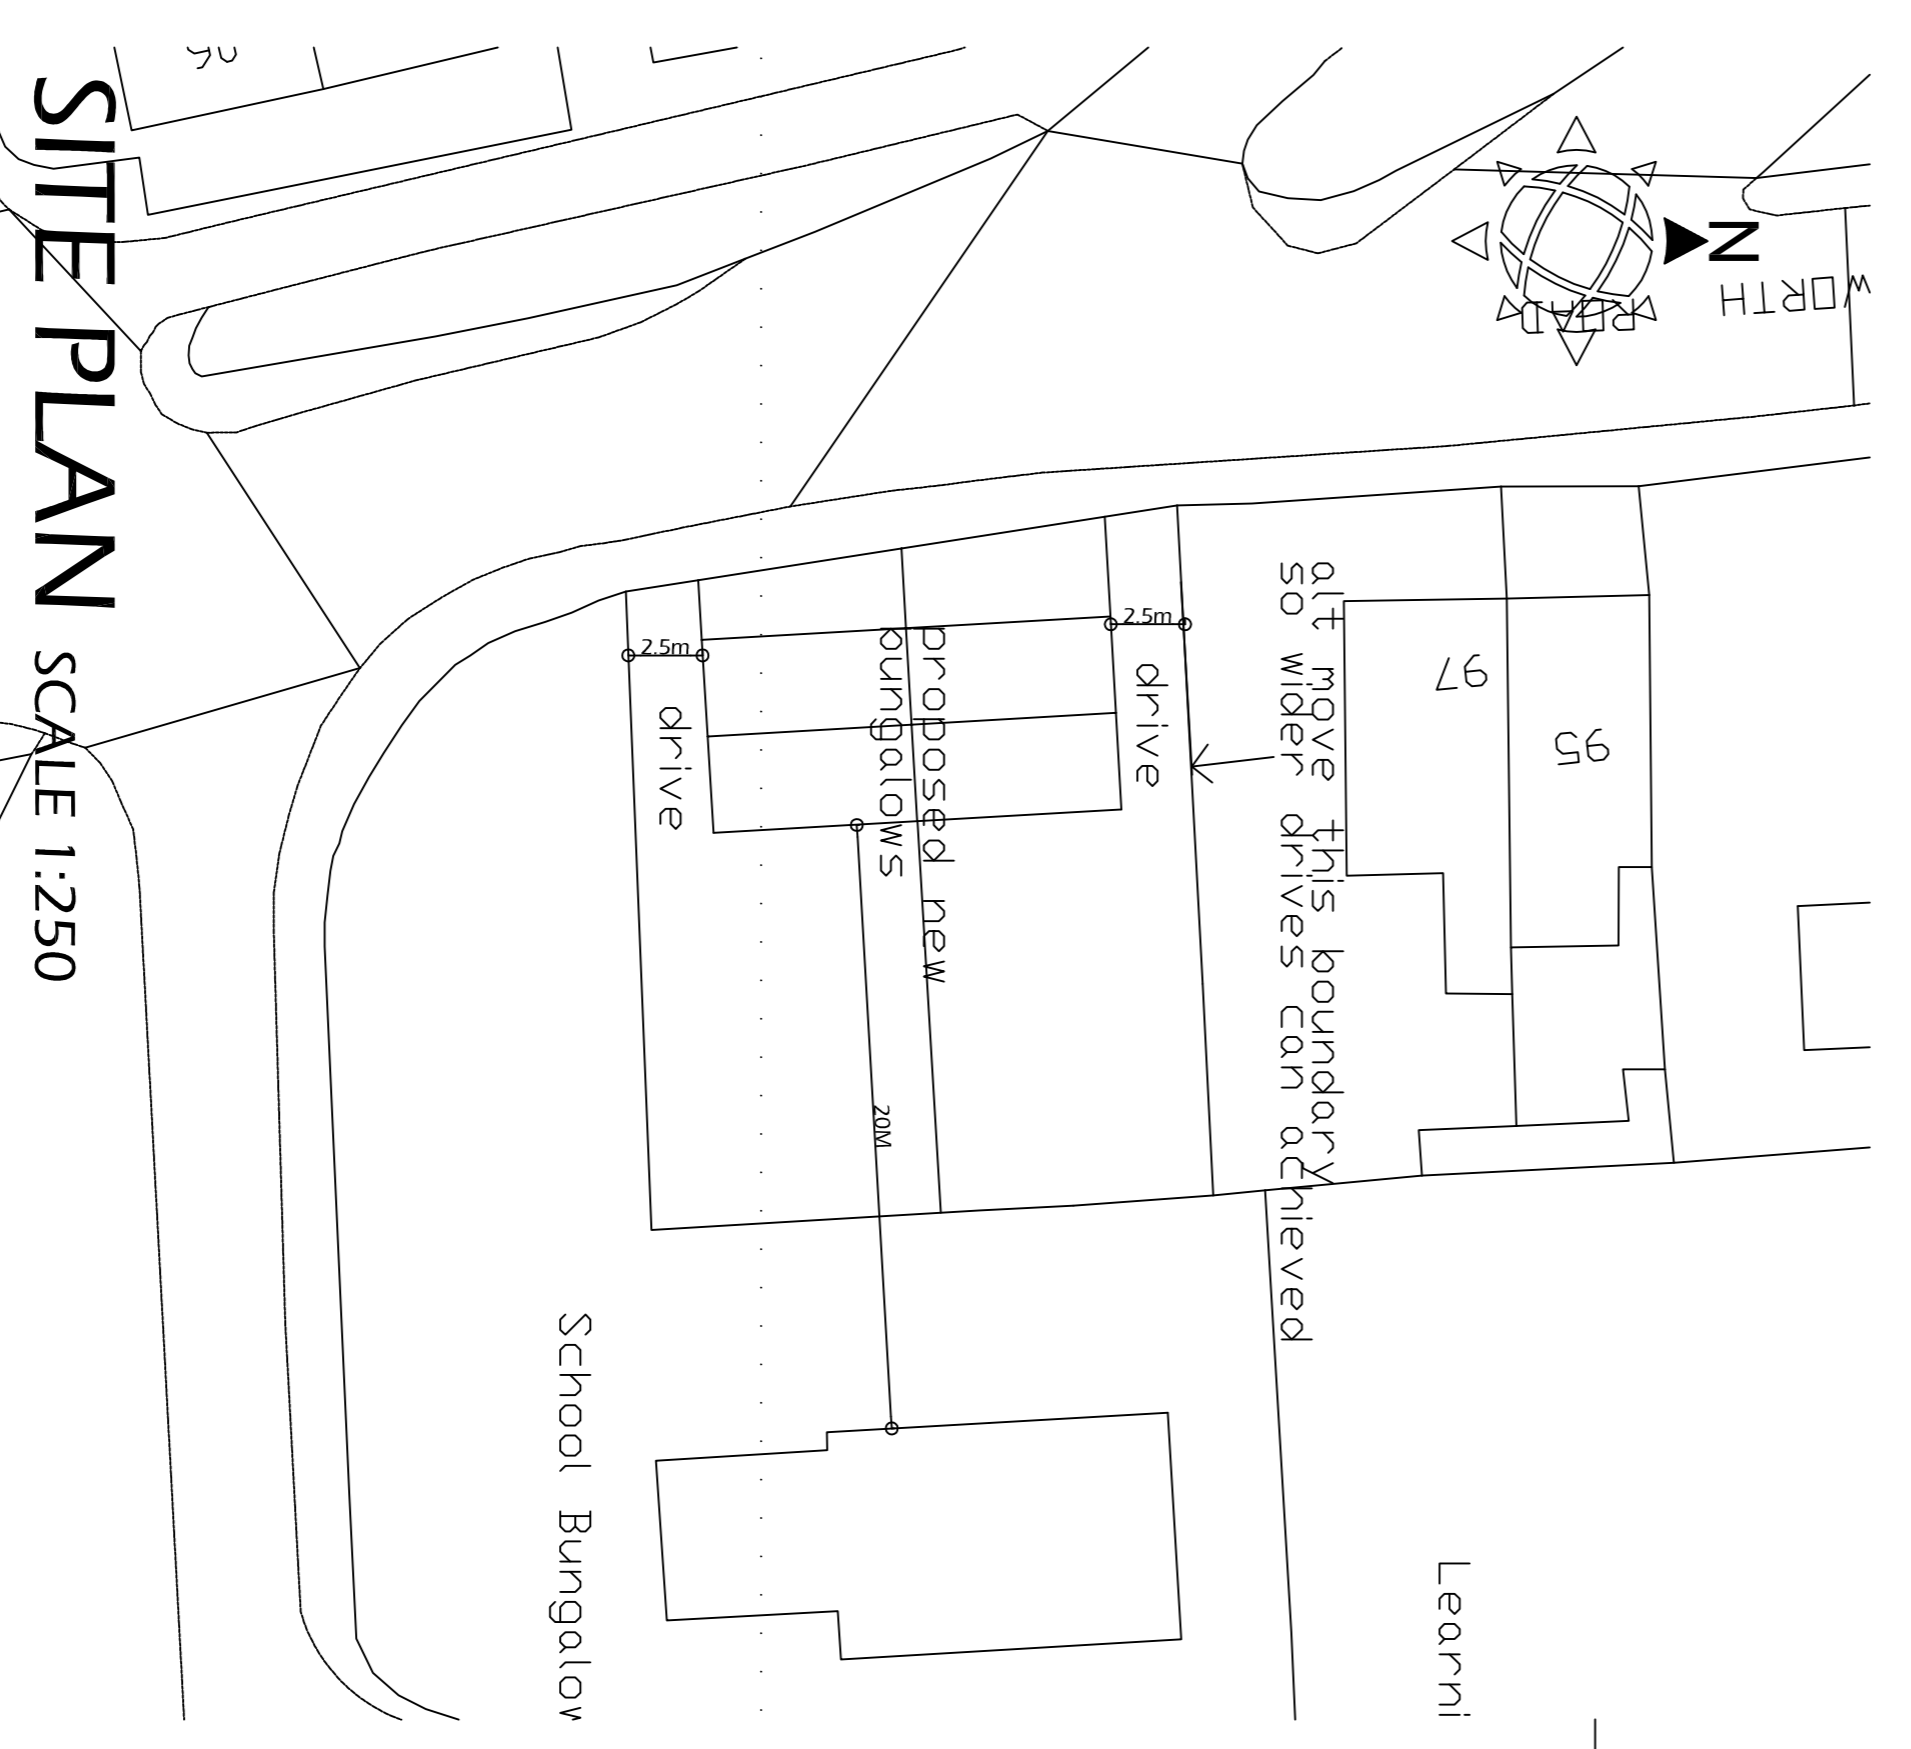 SITE PLAN SCALE 1:250
N
ROAD
97
95
2.5m
2.5m
drive
drive
proposed new
bungalows
alt move this boundary
so wider drives can achieved
20M
School Bungalow
Learni